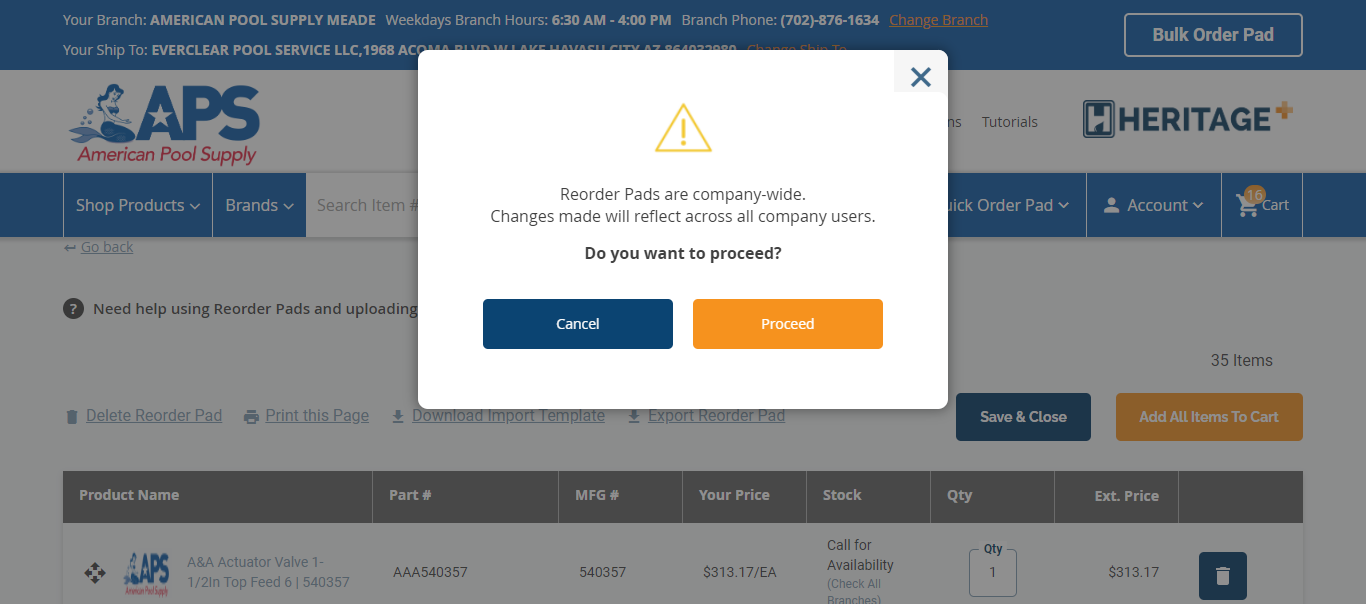 Your Branch: AMERICAN POOL SUPPLY MEADE Weekdays Branch Hours: 6:30 AM - 4:00 PM Branch Phone: (702)-876-1634 Change Branch
Your Ship To: EVERCLEAR POOL SERVICE LLC,1968 ACOMA BLVD W LAKE HAVASU CITY AZ 864032980 Change Ship To
Bulk Order Pad
APS
American Pool Supply
ns Tutorials
HERITAGE
Shop Products
Brands
Search Item #
uick Order Pad
Account
16
Cart
Go back
Reorder Pads are company-wide.
Changes made will reflect across all company users.
Do you want to proceed?
Cancel
Proceed
? Need help using Reorder Pads and uploading
35 Items
Delete Reorder Pad Print this Page Download Import Template Export Reorder Pad
Save & Close
Add All Items To Cart
Product Name Part # MFG # Your Price Stock Qty Ext. Price
APS
American Pool Supply
A&A Actuator Valve 1-
1/2In Top Feed 6 | 540357
AAA540357
540357
$313.17/EA
Call for
Availability
(Check All
Branches)
Qty
1
$313.17